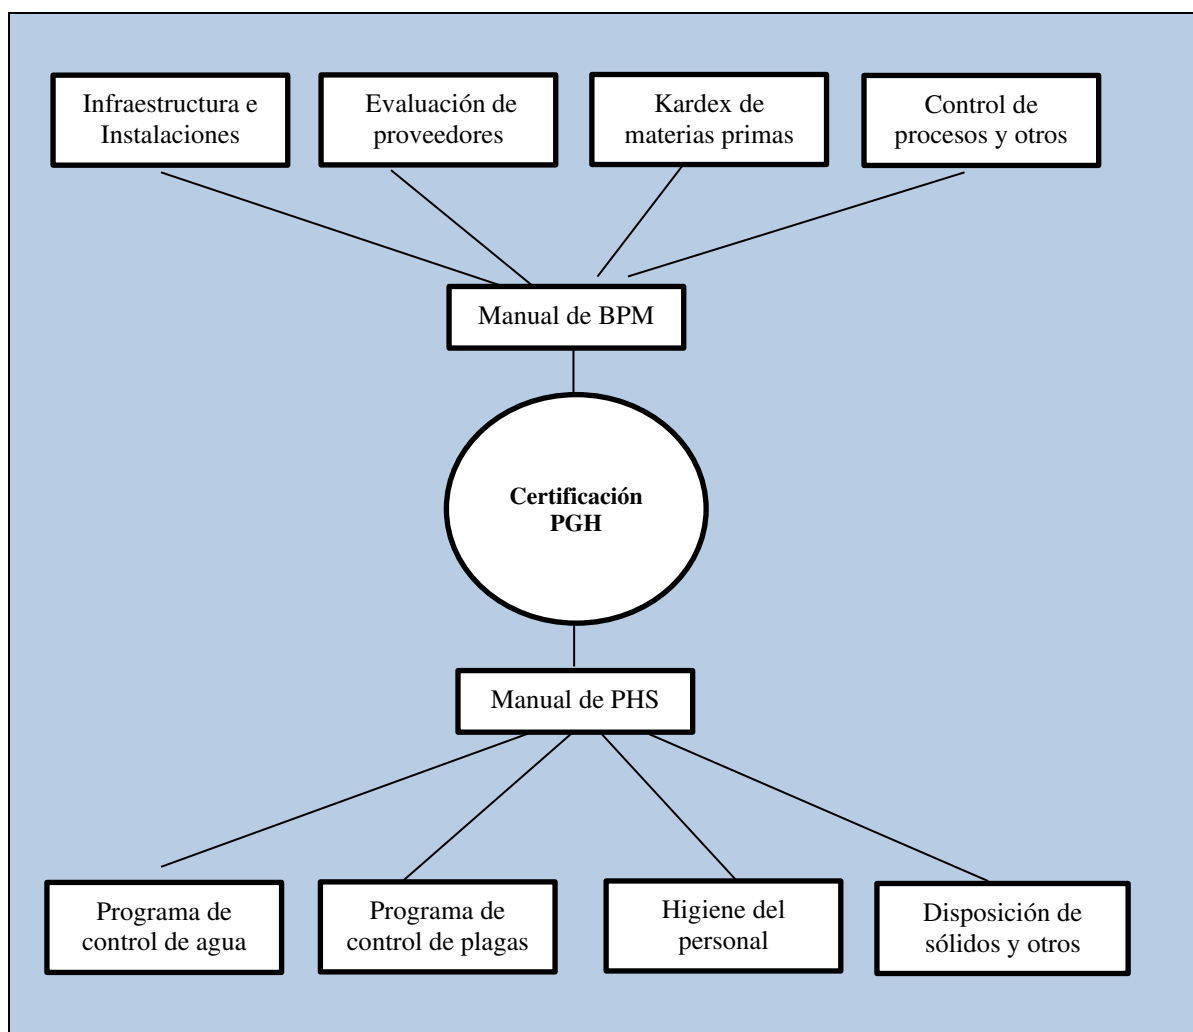 Infraestructura e
Instalaciones
Evaluación de
proveedores
Kardex de
materias primas
Control de
procesos y otros
Manual de BPM
Certificación
PGH
Manual de PHS
Programa de
control de agua
Programa de
control de plagas
Higiene del
personal
Disposición de
sólidos y otros